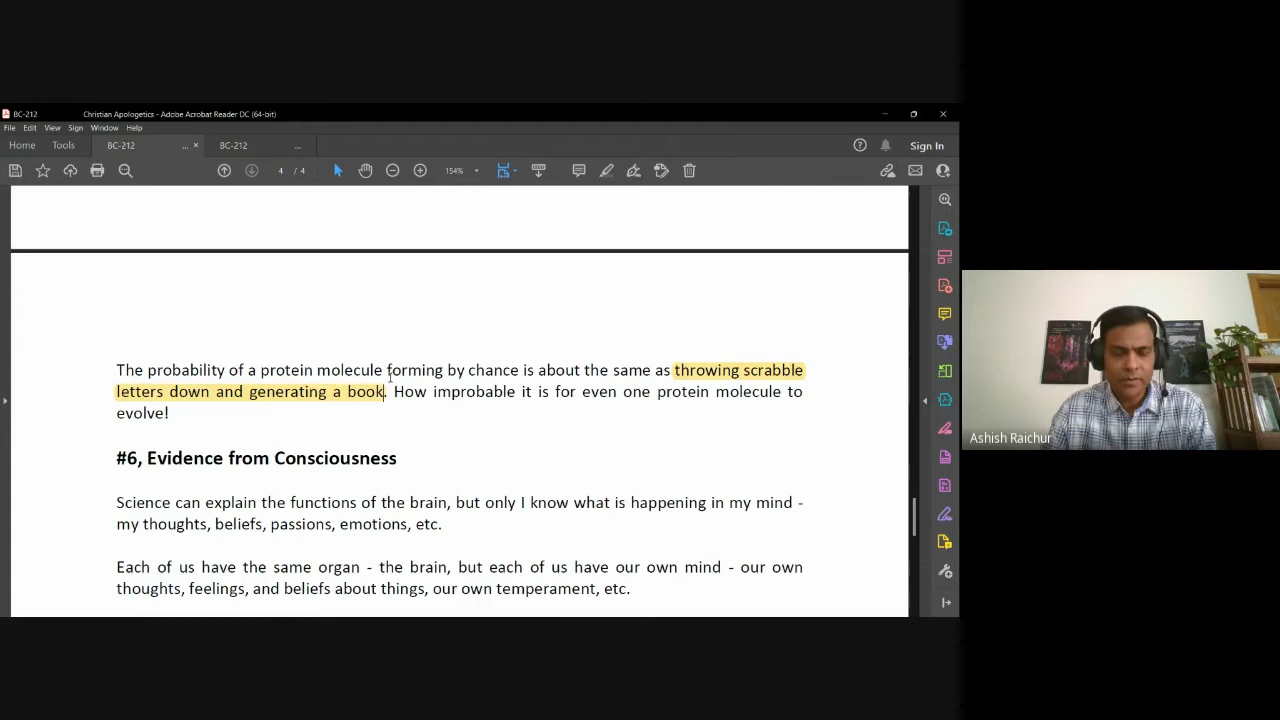 BC-212 Christian Apologetics - Adobe Acrobat Reader DC (64-bit)
File Edit View Sign Window Help
Home Tools BC-212 ... × BC-212 ... Sign In
4 / 4 154%
The probability of a protein molecule forming by chance is about the same as throwing scrabble
letters down and generating a book. How improbable it is for even one protein molecule to
evolve!
#6, Evidence from Consciousness
Science can explain the functions of the brain, but only I know what is happening in my mind -
my thoughts, beliefs, passions, emotions, etc.
Each of us have the same organ - the brain, but each of us have our own mind - our own
thoughts, feelings, and beliefs about things, our own temperament, etc.
Ashish Raichur